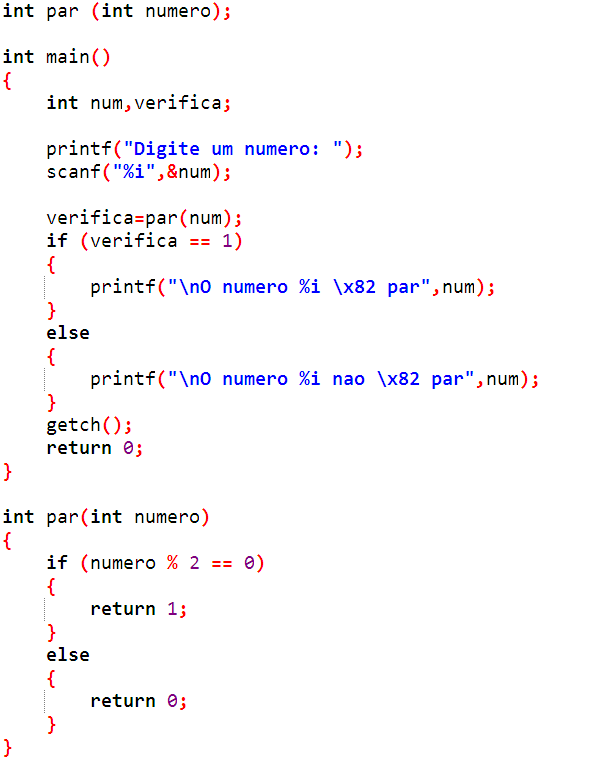 int par (int numero);
int main()
{
int num,verifica;
printf("Digite um numero: ");
scanf("%i",&num);
verifica=par(num);
if (verifica == 1)
{
printf("\nO numero %i \x82 par",num);
}
else
{
printf("\nO numero %i nao \x82 par",num);
}
getch();
return 0;
}
int par(int numero)
{
if (numero % 2 == 0)
{
return 1;
}
else
{
return 0;
}
}